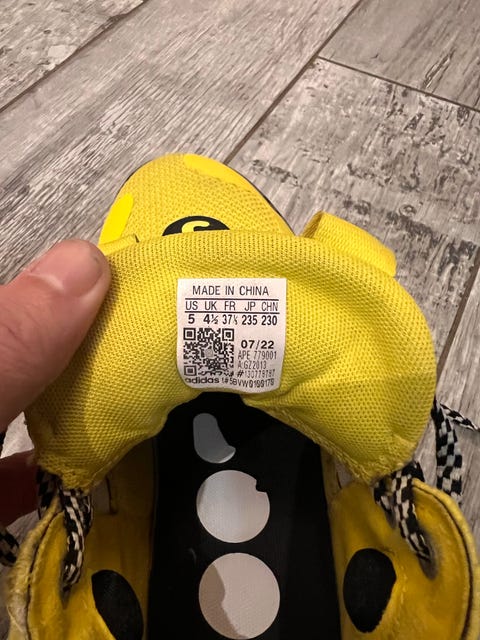 MADE IN CHINA
US UK FR JP CHN
5 4½ 37⅓ 235 230
07/22
APE 779001
A:GZ2013
adidas